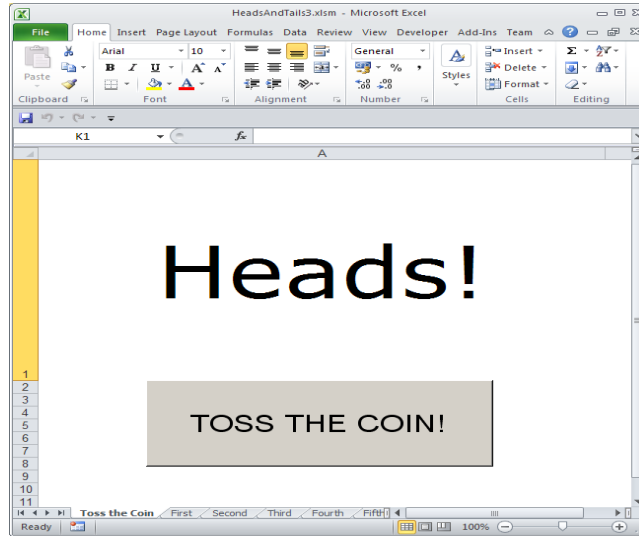 HeadsAndTails3.xlsm - Microsoft Excel
File Home Insert Page Layout Formulas Data Review View Developer Add-Ins Team
Arial 10 General Insert
Paste B I U A A % , Styles Delete
A .00 .00 Format
Clipboard Font Alignment Number Cells Editing
K1 fx
A
Heads!
1
2
3
4
TOSS THE COIN!
5
6
7
8
9
10
11
Toss the Coin First Second Third Fourth Fifth
Ready 100%